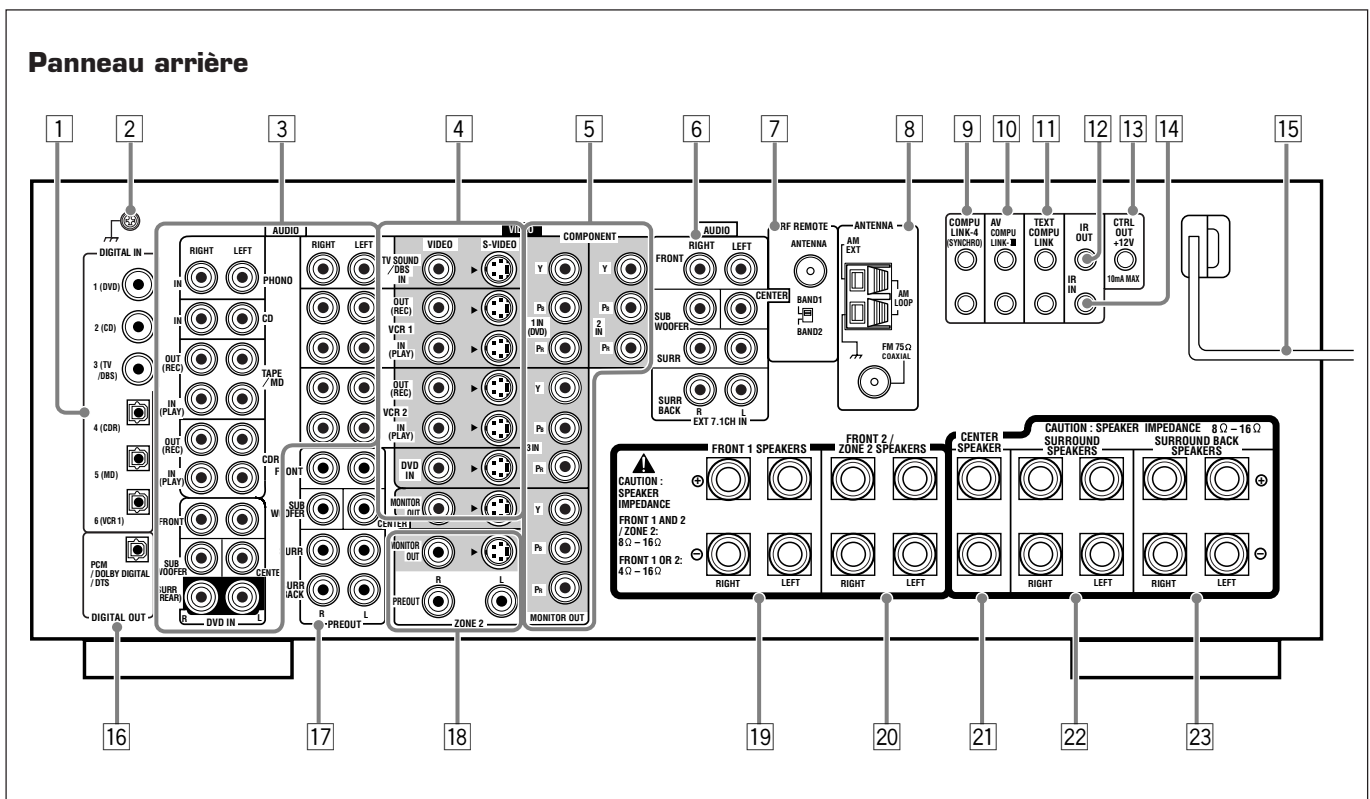 Panneau arrière
1
2
3
4
5
6
7
8
9
10
11
12
13
14
15
DIGITAL IN
1 (DVD)
2 (CD)
3 (TV
/DBS)
4 (CDR)
5 (MD)
6 (VCR 1)
PCM
/ DOLBY DIGITAL
/ DTS
DIGITAL OUT
AUDIO
RIGHT
LEFT
IN
PHONO
IN
CD
OUT
(REC)
TAPE
/ MD
IN
(PLAY)
OUT
(REC)
CDR
IN
(PLAY)
FRONT
SUB
WOOFER
CENTER
SURR
(REAR)
R
L
DVD IN
RIGHT
LEFT
TV SOUND
/ DBS
IN
OUT
(REC)
VCR 1
IN
(PLAY)
OUT
(REC)
VCR 2
IN
(PLAY)
DVD
IN
FRONT
SUB
WOOFER
CENTER
SURR
SURR
BACK
R
L
PREOUT
VIDEO
VIDEO
S-VIDEO
MONITOR
OUT
MONITOR
OUT
R
L
PREOUT
ZONE 2
COMPONENT
Y
PB
PR
1 IN
(DVD)
Y
PB
PR
2
IN
Y
PB
PR
3 IN
Y
PB
PR
MONITOR OUT
AUDIO
RIGHT
LEFT
FRONT
CENTER
SUB
WOOFER
SURR
SURR
BACK
R
L
EXT 7.1CH IN
RF REMOTE
ANTENNA
BAND1
BAND2
ANTENNA
AM
EXT
AM
LOOP
FM 75Ω
COAXIAL
COMPU
LINK-4
(SYNCHRO)
AV
COMPU
LINK-III
TEXT
COMPU
LINK
IR
OUT
IR
IN
CTRL
OUT
+12V
10mA MAX
CAUTION :
SPEAKER
IMPEDANCE
FRONT 1 AND 2
/ ZONE 2:
8Ω – 16Ω
FRONT 1 OR 2:
4Ω – 16Ω
FRONT 1 SPEAKERS
RIGHT
LEFT
FRONT 2 /
ZONE 2 SPEAKERS
RIGHT
LEFT
CENTER
SPEAKER
CAUTION : SPEAKER IMPEDANCE 8Ω – 16Ω
SURROUND
SPEAKERS
RIGHT
LEFT
SURROUND BACK
SPEAKERS
RIGHT
LEFT
16
17
18
19
20
21
22
23